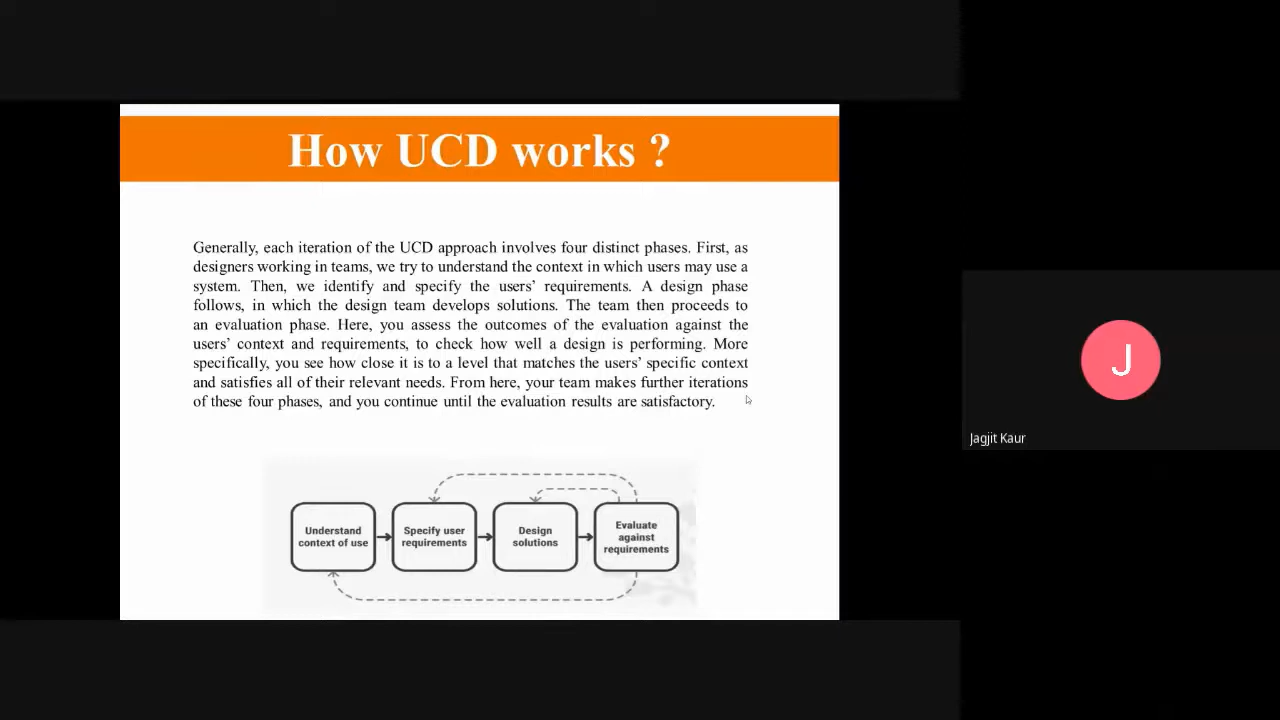 How UCD works ?
Generally, each iteration of the UCD approach involves four distinct phases. First, as
designers working in teams, we try to understand the context in which users may use a
system. Then, we identify and specify the users’ requirements. A design phase
follows, in which the design team develops solutions. The team then proceeds to
an evaluation phase. Here, you assess the outcomes of the evaluation against the
users’ context and requirements, to check how well a design is performing. More
specifically, you see how close it is to a level that matches the users’ specific context
and satisfies all of their relevant needs. From here, your team makes further iterations
of these four phases, and you continue until the evaluation results are satisfactory.
Understand
context of use
Specify user
requirements
Design
solutions
Evaluate
against
requirements
J
Jagjit Kaur